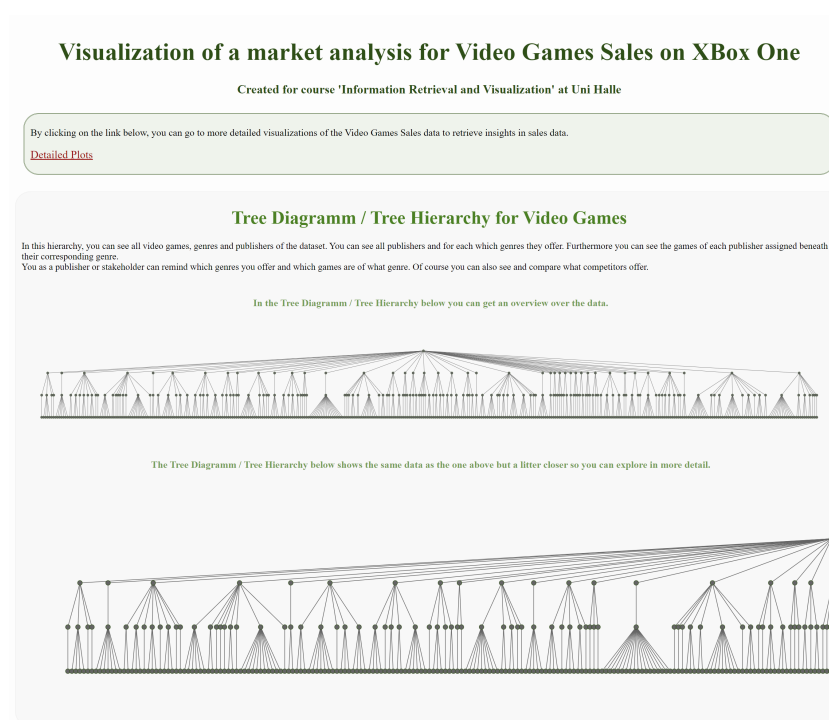 Visualization of a market analysis for Video Games Sales on XBox One
Created for course 'Information Retrieval and Visualization' at Uni Halle
By clicking on the link below, you can go to more detailed visualizations of the Video Games Sales data to retrieve insights in sales data.
Detailed Plots
Tree Diagramm / Tree Hierarchy for Video Games
In this hierarchy, you can see all video games, genres and publishers of the dataset. You can see all publishers and for each which genres they offer. Furthermore you can see the games of each publisher assigned beneath
their corresponding genre.
You as a publisher or stakeholder can remind which genres you offer and which games are of what genre. Of course you can also see and compare what competitors offer.
In the Tree Diagramm / Tree Hierarchy below you can get an overview over the data.
The Tree Diagramm / Tree Hierarchy below shows the same data as the one above but a litter closer so you can explore in more detail.